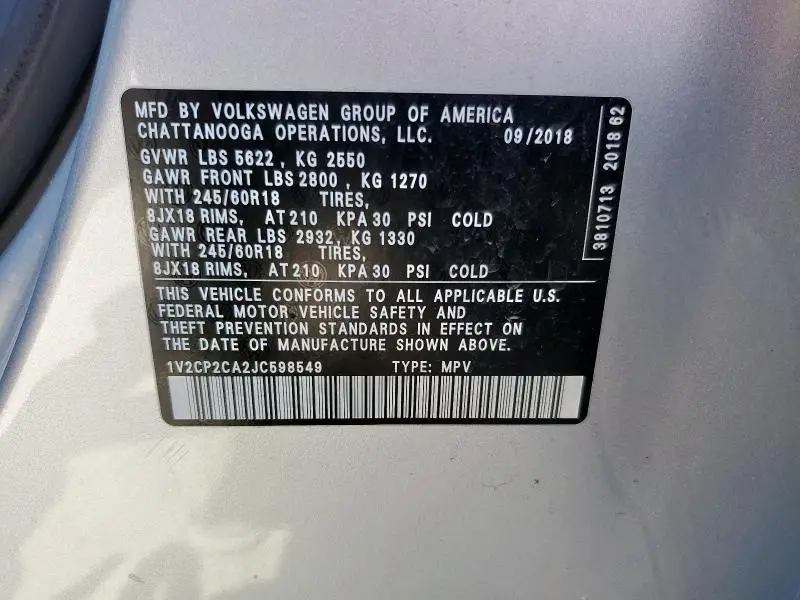 MFD BY VOLKSWAGEN GROUP OF AMERICA
CHATTANOOGA OPERATIONS, LLC. 09/2018
GVWR LBS 5622 , KG 2550
GAWR FRONT LBS 2800 , KG 1270
WITH 245/60R18 TIRES,
8JX18 RIMS, AT 210 KPA 30 PSI COLD
GAWR REAR LBS 2932 , KG 1330
WITH 245/60R18 TIRES,
8JX18 RIMS, AT 210 KPA 30 PSI COLD
3810713 2018 62
THIS VEHICLE CONFORMS TO ALL APPLICABLE U.S.
FEDERAL MOTOR VEHICLE SAFETY AND
THEFT PREVENTION STANDARDS IN EFFECT ON
THE DATE OF MANUFACTURE SHOWN ABOVE.
1V2CP2CA2JC598549 TYPE: MPV